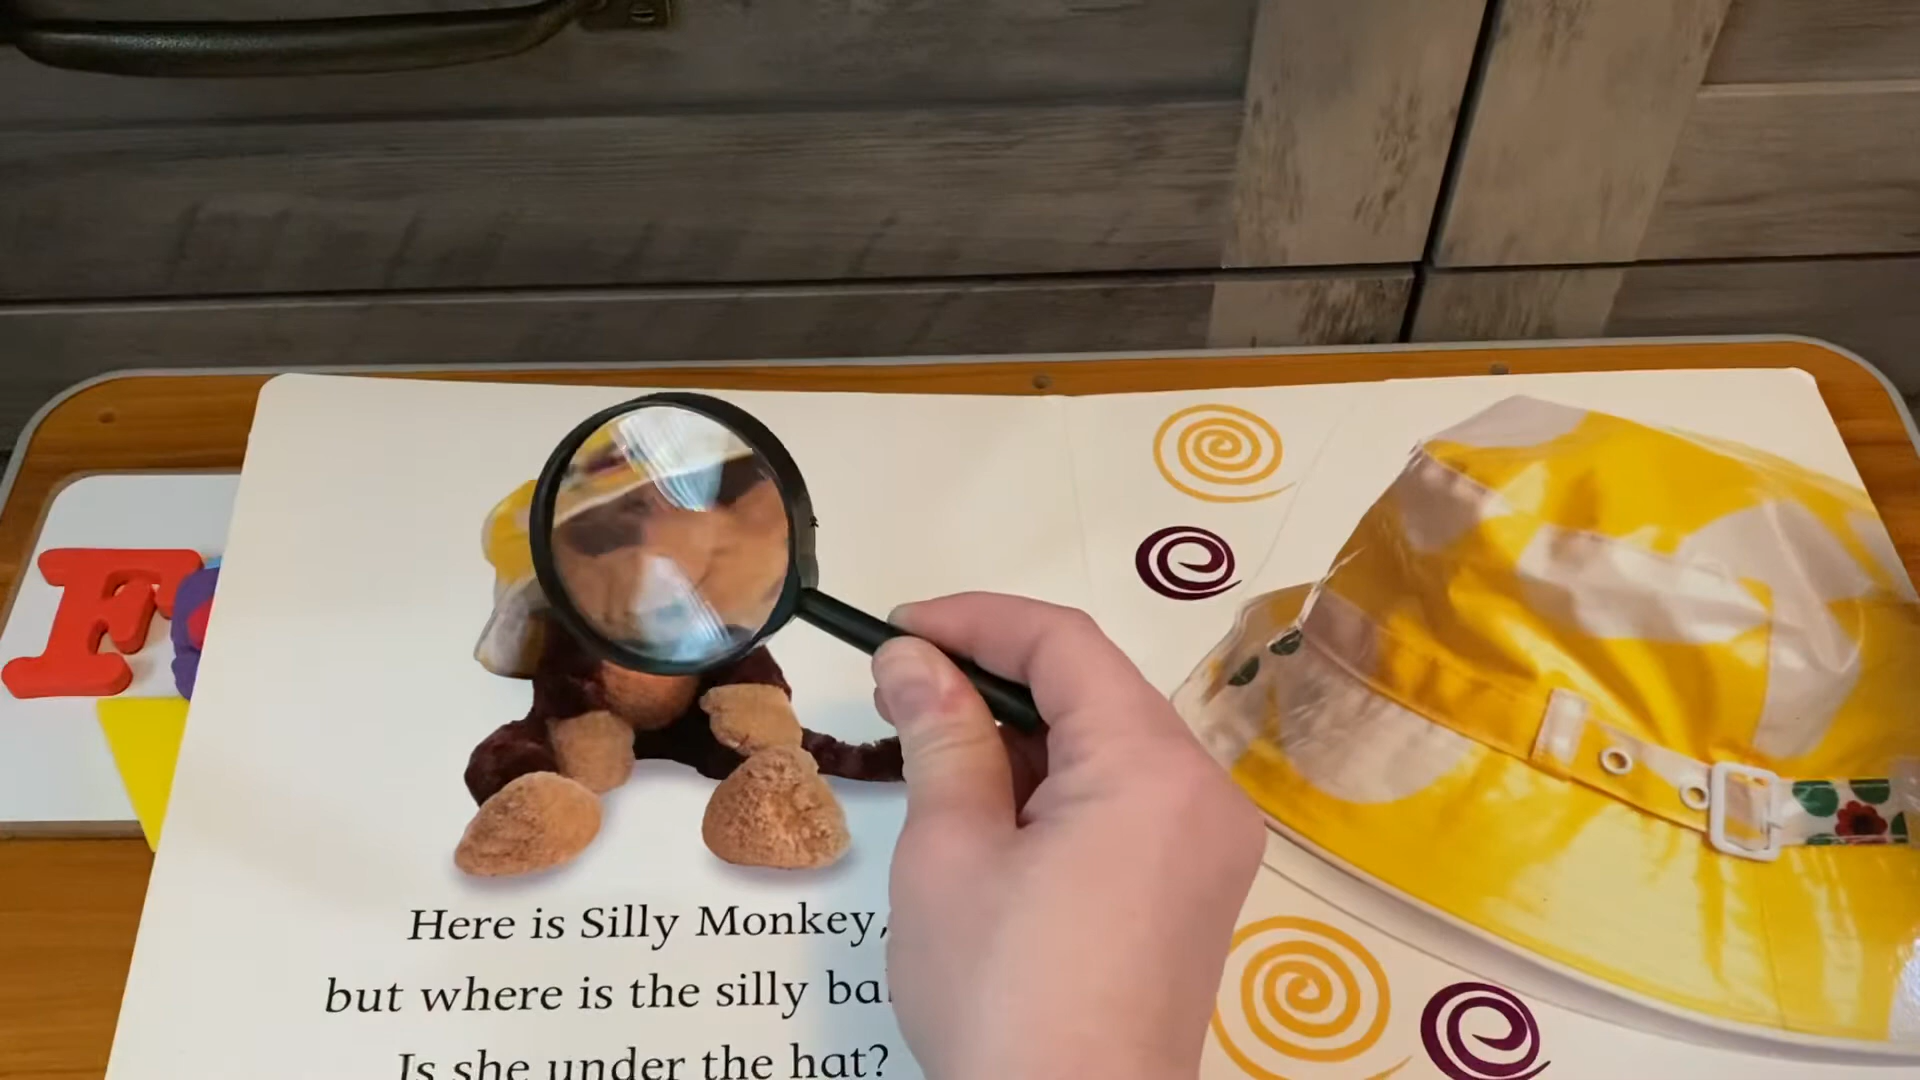 F
Here is Silly Monkey,
but where is the silly
Is she under the hat?